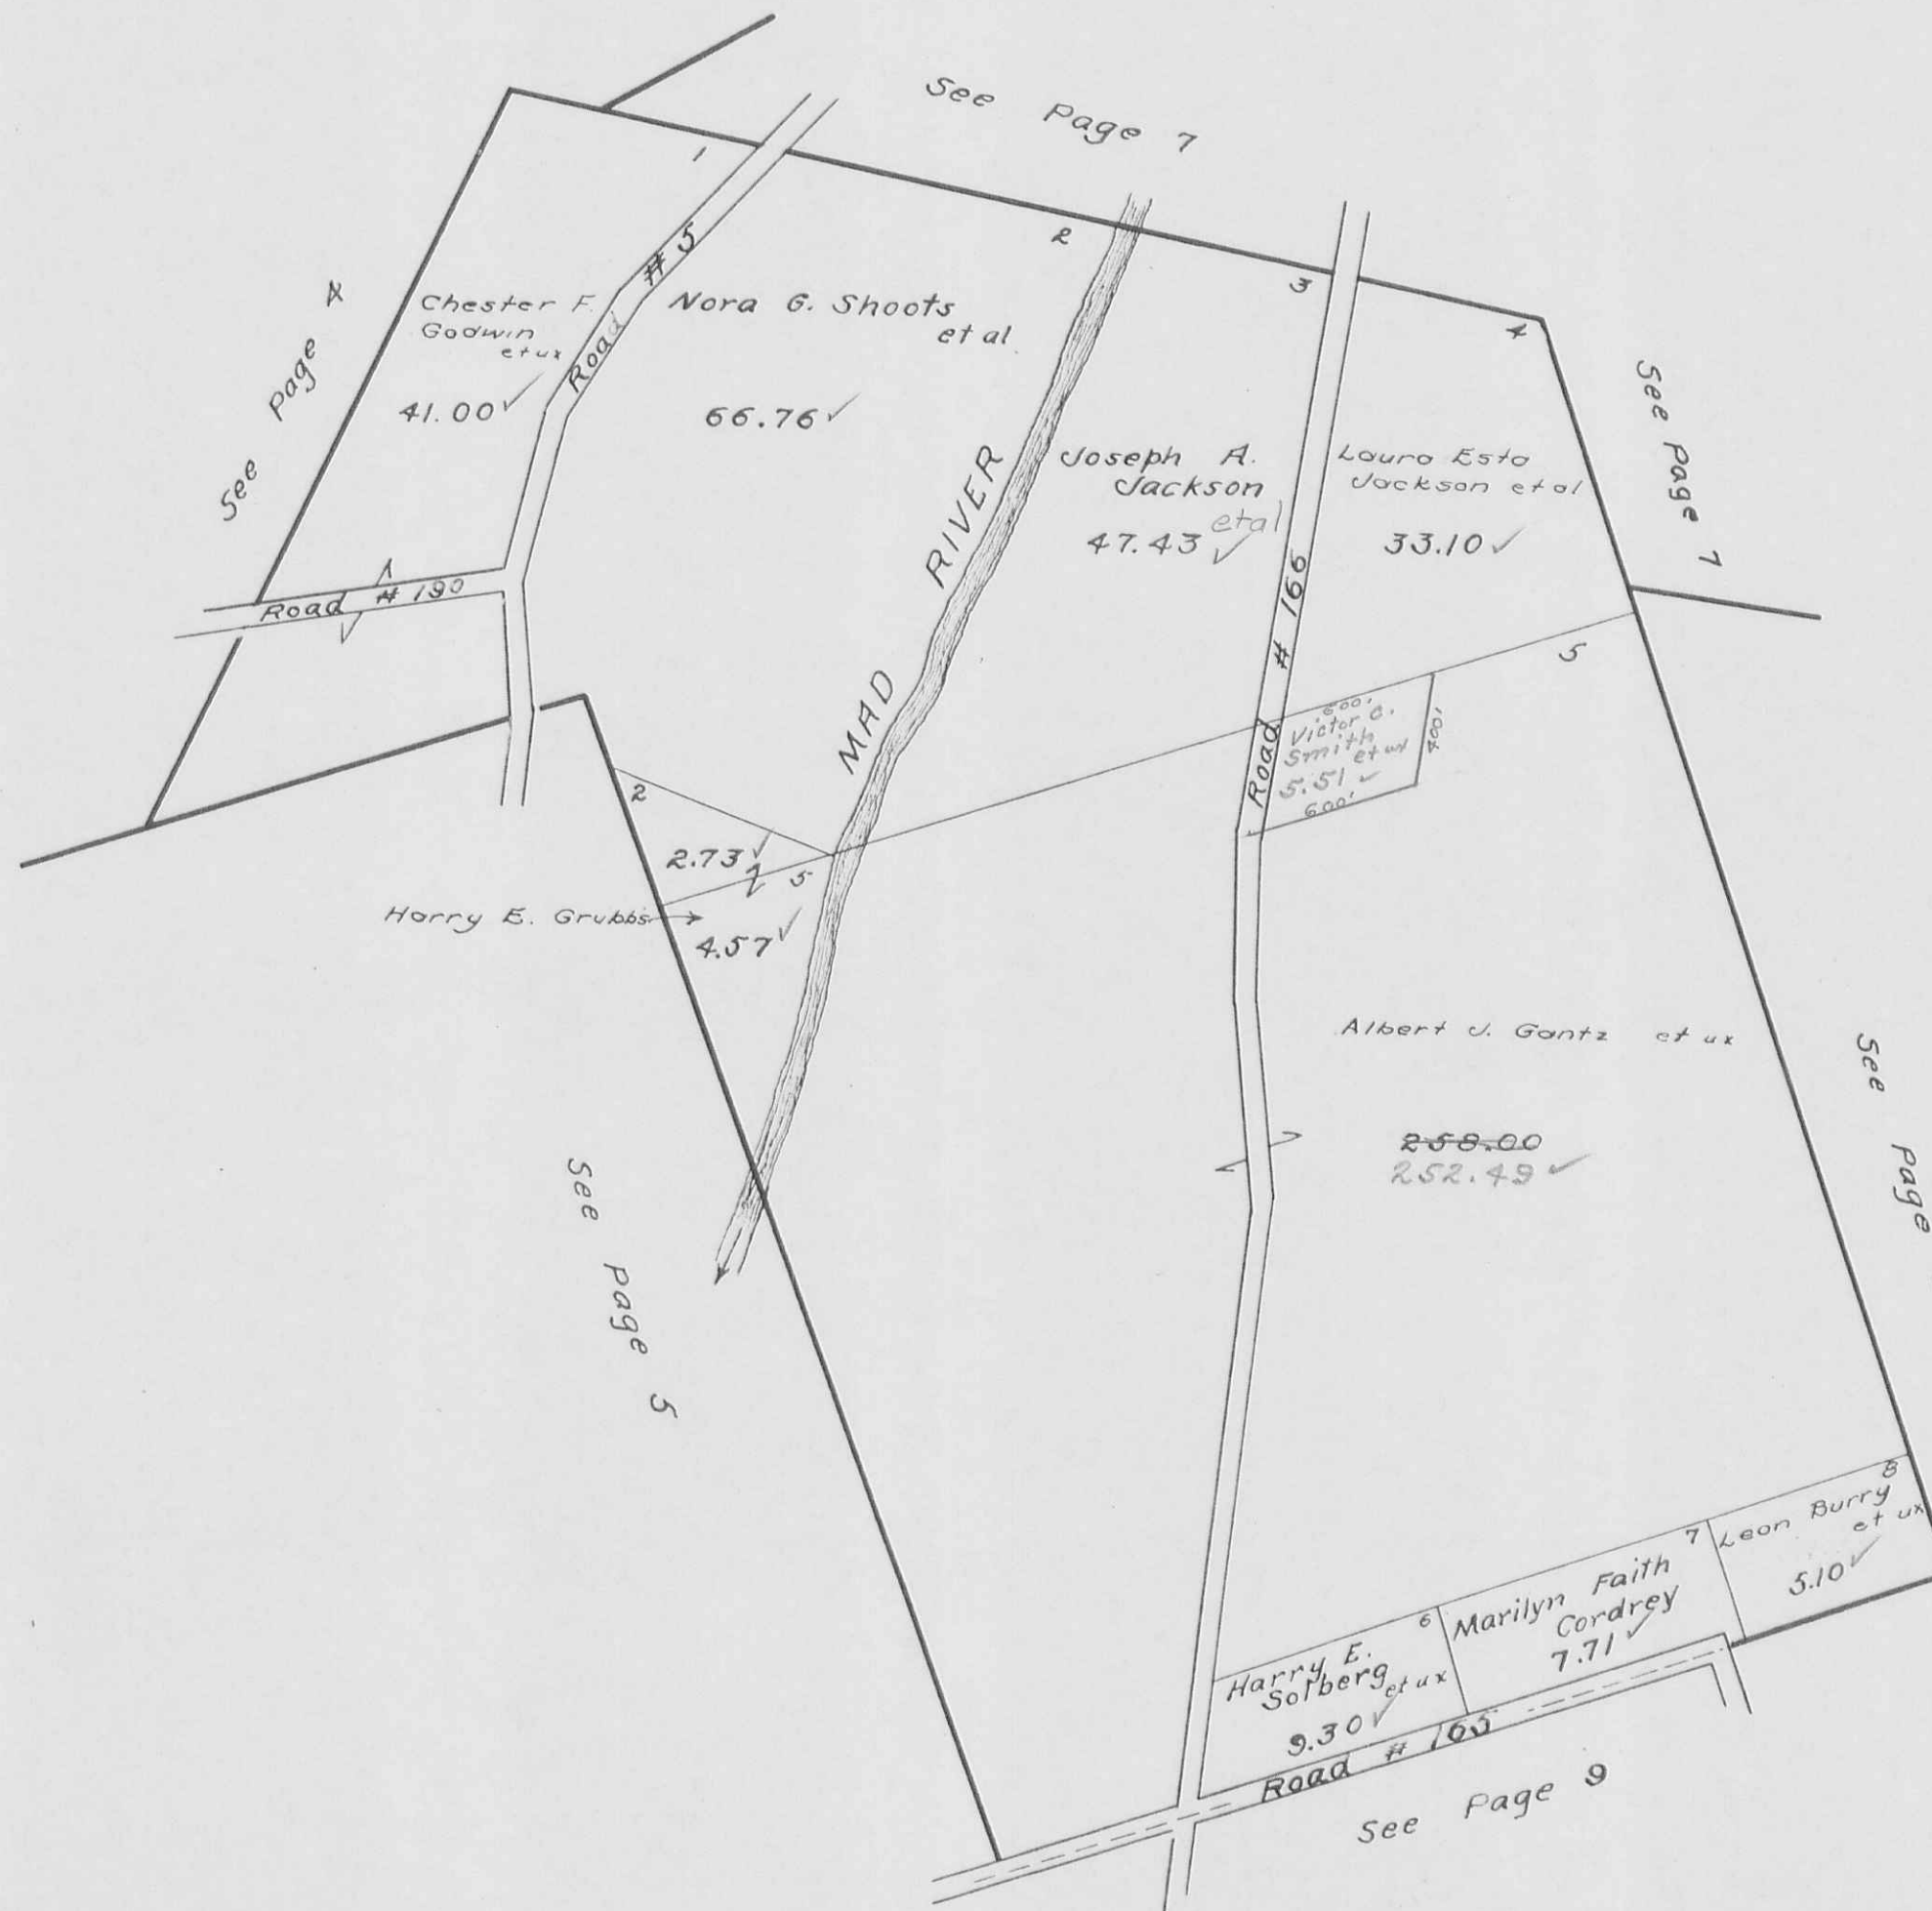 See Page 7
1
2
3
4
See Page 4
Chester F.
Godwin
et ux
41.00 ✓
Road # 5
Nora G. Shoots
et al.
66.76 ✓
MAD RIVER
Joseph A.
Jackson
et al
47.43 ✓
Road # 166
Laura Esta
Jackson et al
33.10 ✓
See Page 7
Road # 190
5
600'
Victor C.
Smith
et ux
5.51 ✓
600'
400'
2
2.73 ✓
5
Harry E. Grubbs
4.57 ✓
Albert J. Gantz et ux
258.00
252.49 ✓
See Page
See Page 5
8
Leon Burry
et ux
5.10 ✓
7
Marilyn Faith
Cordrey
7.71 ✓
6
Harry E.
Solberg
et ux
9.30 ✓
Road # 165
See Page 9